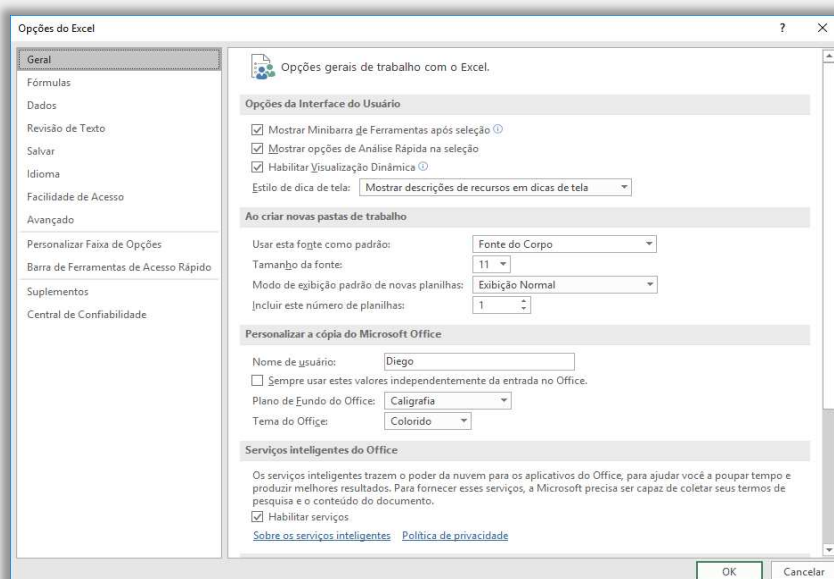 Opções do Excel
? ×
Geral
Fórmulas
Dados
Revisão de Texto
Salvar
Idioma
Facilidade de Acesso
Avançado
Personalizar Faixa de Opções
Barra de Ferramentas de Acesso Rápido
Suplementos
Central de Confiabilidade
Opções gerais de trabalho com o Excel.
Opções da Interface do Usuário
Mostrar Minibarra de Ferramentas após seleção
Mostrar opções de Análise Rápida na seleção
Habilitar Visualização Dinâmica
Estilo de dica de tela: Mostrar descrições de recursos em dicas de tela
Ao criar novas pastas de trabalho
Usar esta fonte como padrão: Fonte do Corpo
Tamanho da fonte: 11
Modo de exibição padrão de novas planilhas: Exibição Normal
Incluir este número de planilhas: 1
Personalizar a cópia do Microsoft Office
Nome de usuário: Diego
Sempre usar estes valores independentemente da entrada no Office.
Plano de Fundo do Office: Caligrafia
Tema do Office: Colorido
Serviços inteligentes do Office
Os serviços inteligentes trazem o poder da nuvem para os aplicativos do Office, para ajudar você a poupar tempo e
produzir melhores resultados. Para fornecer esses serviços, a Microsoft precisa ser capaz de coletar seus termos de
pesquisa e o conteúdo do documento.
Habilitar serviços
Sobre os serviços inteligentes Política de privacidade
OK Cancelar